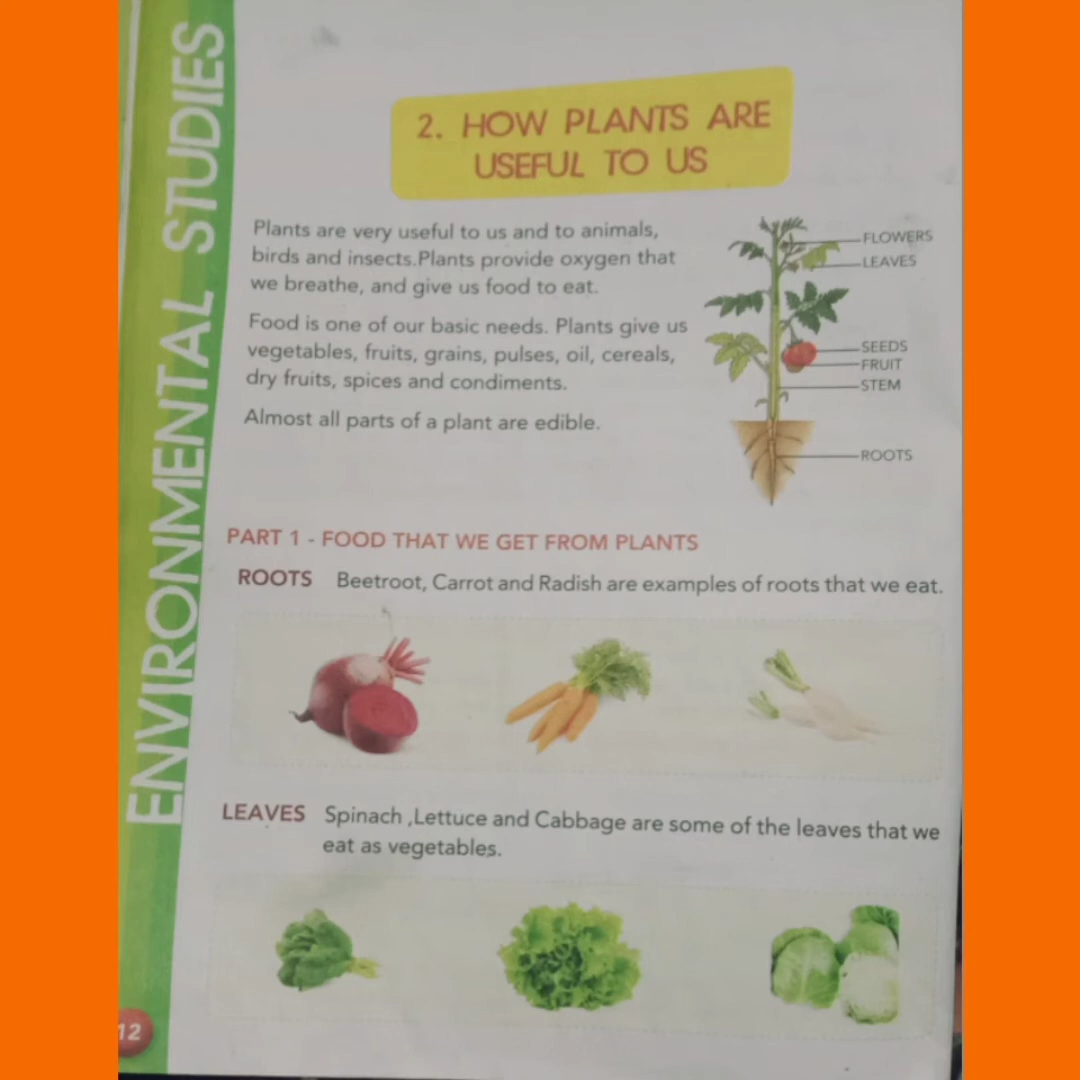 ENVIRONMENTAL STUDIES
2. HOW PLANTS ARE
USEFUL TO US
Plants are very useful to us and to animals,
birds and insects.Plants provide oxygen that
we breathe, and give us food to eat.
Food is one of our basic needs. Plants give us
vegetables, fruits, grains, pulses, oil, cereals,
dry fruits, spices and condiments.
Almost all parts of a plant are edible.
FLOWERS
LEAVES
SEEDS
FRUIT
STEM
ROOTS
PART 1 - FOOD THAT WE GET FROM PLANTS
ROOTS Beetroot, Carrot and Radish are examples of roots that we eat.
LEAVES Spinach ,Lettuce and Cabbage are some of the leaves that we
eat as vegetables.
12